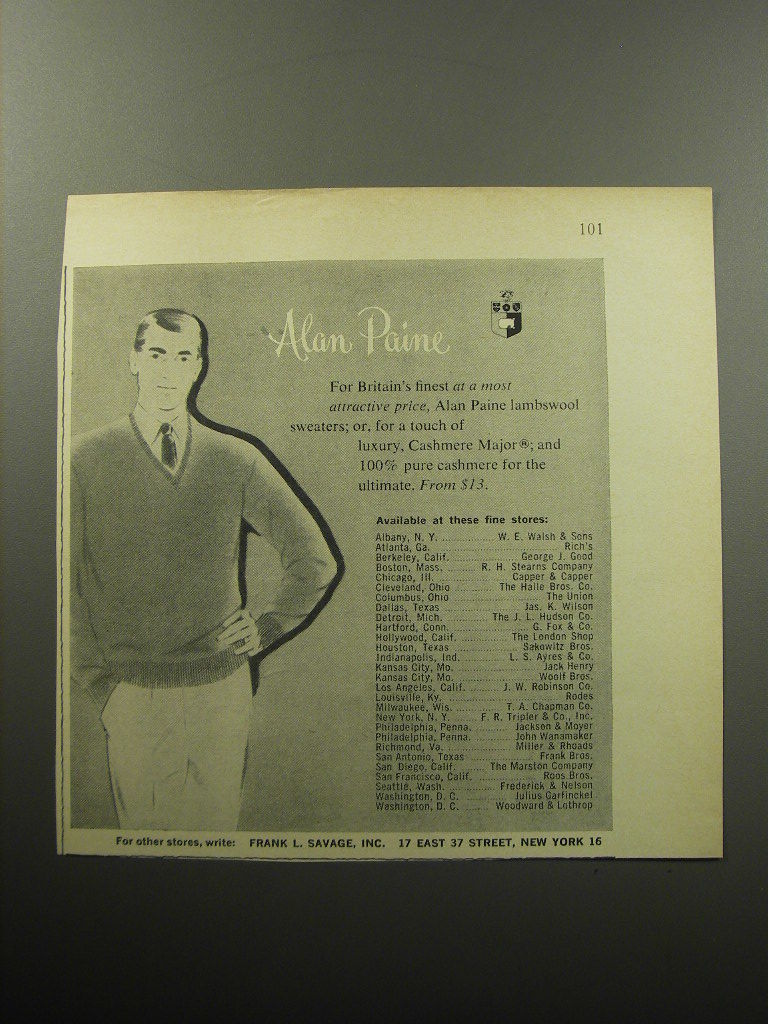 101
Alan Paine
For Britain's finest at a most
attractive price, Alan Paine lambswool
sweaters; or, for a touch of
luxury, Cashmere Major®; and
100% pure cashmere for the
ultimate. From $13.
Available at these fine stores:
Albany, N. Y. .................. W. E. Walsh & Sons
Atlanta, Ga. .................. Rich's
Berkeley, Calif. .................. George J. Good
Boston, Mass. .......... R. H. Stearns Company
Chicago, Ill. .................. Capper & Capper
Cleveland, Ohio ............ The Halle Bros. Co.
Columbus, Ohio .................. The Union
Dallas, Texas .................. Jas. K. Wilson
Detroit, Mich. ............ The J. L. Hudson Co.
Hartford, Conn. .................. G. Fox & Co.
Hollywood, Calif. ............ The London Shop
Houston, Texas .................. Sakowitz Bros.
Indianapolis, Ind. ............ L. S. Ayres & Co.
Kansas City, Mo. .................. Jack Henry
Kansas City, Mo. .................. Woolf Bros.
Los Angeles, Calif. .......... J. W. Robinson Co.
Louisville, Ky. .................. Rodes
Milwaukee, Wis. ............ T. A. Chapman Co.
New York, N. Y. ...... F. R. Tripler & Co., Inc.
Philadelphia, Penna. .......... Jackson & Moyer
Philadelphia, Penna. .......... John Wanamaker
Richmond, Va. .................. Miller & Rhoads
San Antonio, Texas .................. Frank Bros.
San Diego, Calif. ........ The Marston Company
San Francisco, Calif. .................. Roos Bros.
Seattle, Wash. ............ Frederick & Nelson
Washington, D. C. ............ Julius Garfinckel
Washington, D. C. ........ Woodward & Lothrop
For other stores, write: FRANK L. SAVAGE, INC. 17 EAST 37 STREET, NEW YORK 16